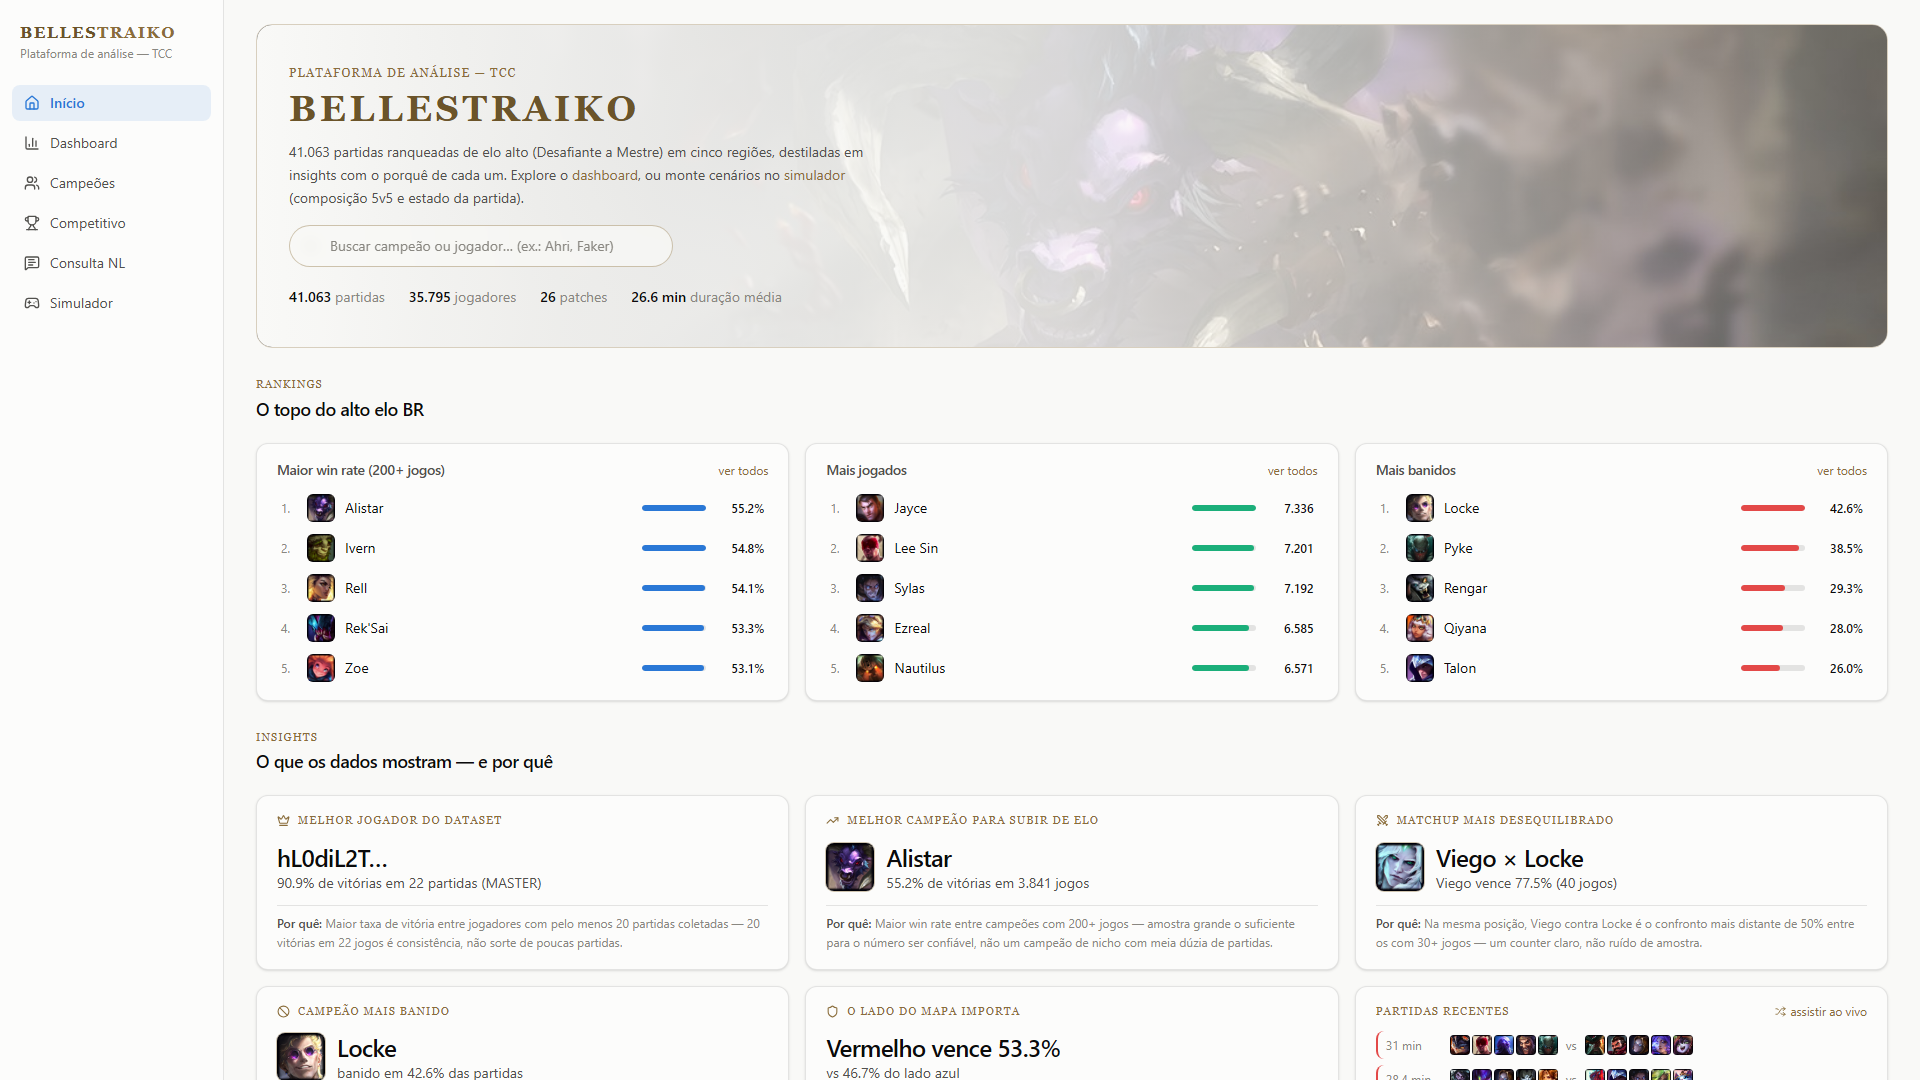 BELLESTRAIKO
Plataforma de análise — TCC
Início
Dashboard
Campeões
Competitivo
Consulta NL
Simulador
PLATAFORMA DE ANÁLISE — TCC
BELLESTRAIKO
41.063 partidas ranqueadas de elo alto (Desafiante a Mestre) em cinco regiões, destiladas em
insights com o porquê de cada um. Explore o dashboard, ou monte cenários no simulador
(composição 5v5 e estado da partida).
Buscar campeão ou jogador... (ex.: Ahri, Faker)
41.063 partidas 35.795 jogadores 26 patches 26.6 min duração média
RANKINGS
O topo do alto elo BR
Maior win rate (200+ jogos) ver todos
1. Alistar 55.2%
2. Ivern 54.8%
3. Rell 54.1%
4. Rek'Sai 53.3%
5. Zoe 53.1%
Mais jogados ver todos
1. Jayce 7.336
2. Lee Sin 7.201
3. Sylas 7.192
4. Ezreal 6.585
5. Nautilus 6.571
Mais banidos ver todos
1. Locke 42.6%
2. Pyke 38.5%
3. Rengar 29.3%
4. Qiyana 28.0%
5. Talon 26.0%
INSIGHTS
O que os dados mostram — e por quê
MELHOR JOGADOR DO DATASET
hL0diL2T...
90.9% de vitórias em 22 partidas (MASTER)
Por quê: Maior taxa de vitória entre jogadores com pelo menos 20 partidas coletadas — 20
vitórias em 22 jogos é consistência, não sorte de poucas partidas.
MELHOR CAMPEÃO PARA SUBIR DE ELO
Alistar
55.2% de vitórias em 3.841 jogos
Por quê: Maior win rate entre campeões com 200+ jogos — amostra grande o suficiente
para o número ser confiável, não um campeão de nicho com meia dúzia de partidas.
MATCHUP MAIS DESEQUILIBRADO
Viego × Locke
Viego vence 77.5% (40 jogos)
Por quê: Na mesma posição, Viego contra Locke é o confronto mais distante de 50% entre
os com 30+ jogos — um counter claro, não ruído de amostra.
CAMPEÃO MAIS BANIDO
Locke
banido em 42.6% das partidas
O LADO DO MAPA IMPORTA
Vermelho vence 53.3%
vs 46.7% do lado azul
PARTIDAS RECENTES assistir ao vivo
31 min vs
28.4 min vs